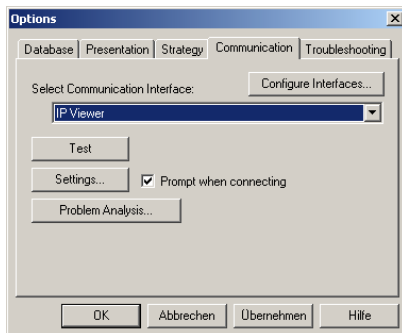 Options
Database Presentation Strategy Communication Troubleshooting
Configure Interfaces...
Select Communication Interface:
IP Viewer
Test
Settings... Prompt when connecting
Problem Analysis...
OK Abbrechen Übernehmen Hilfe